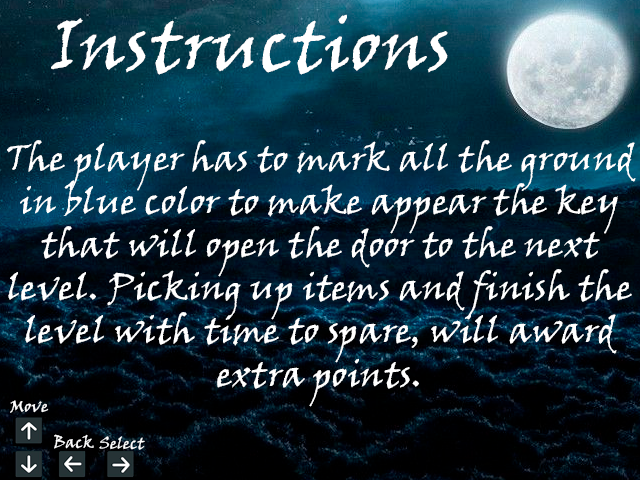 Instructions
The player has to mark all the ground
in blue color to make appear the key
that will open the door to the next
level. Picking up items and finish the
level with time to spare, will award
extra points.
Move
Back Select